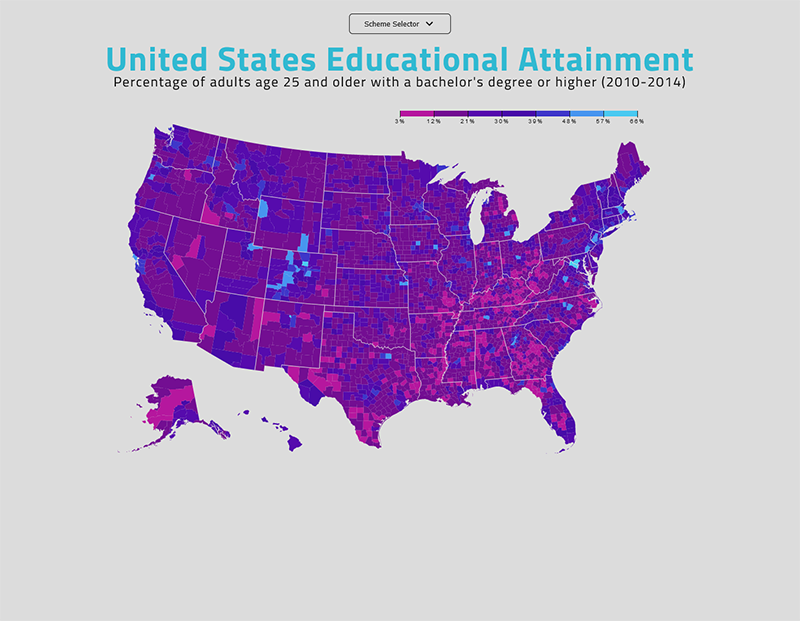 Scheme Selector
United States Educational Attainment
Percentage of adults age 25 and older with a bachelor's degree or higher (2010-2014)
3% 12% 21% 30% 39% 48% 57% 66%